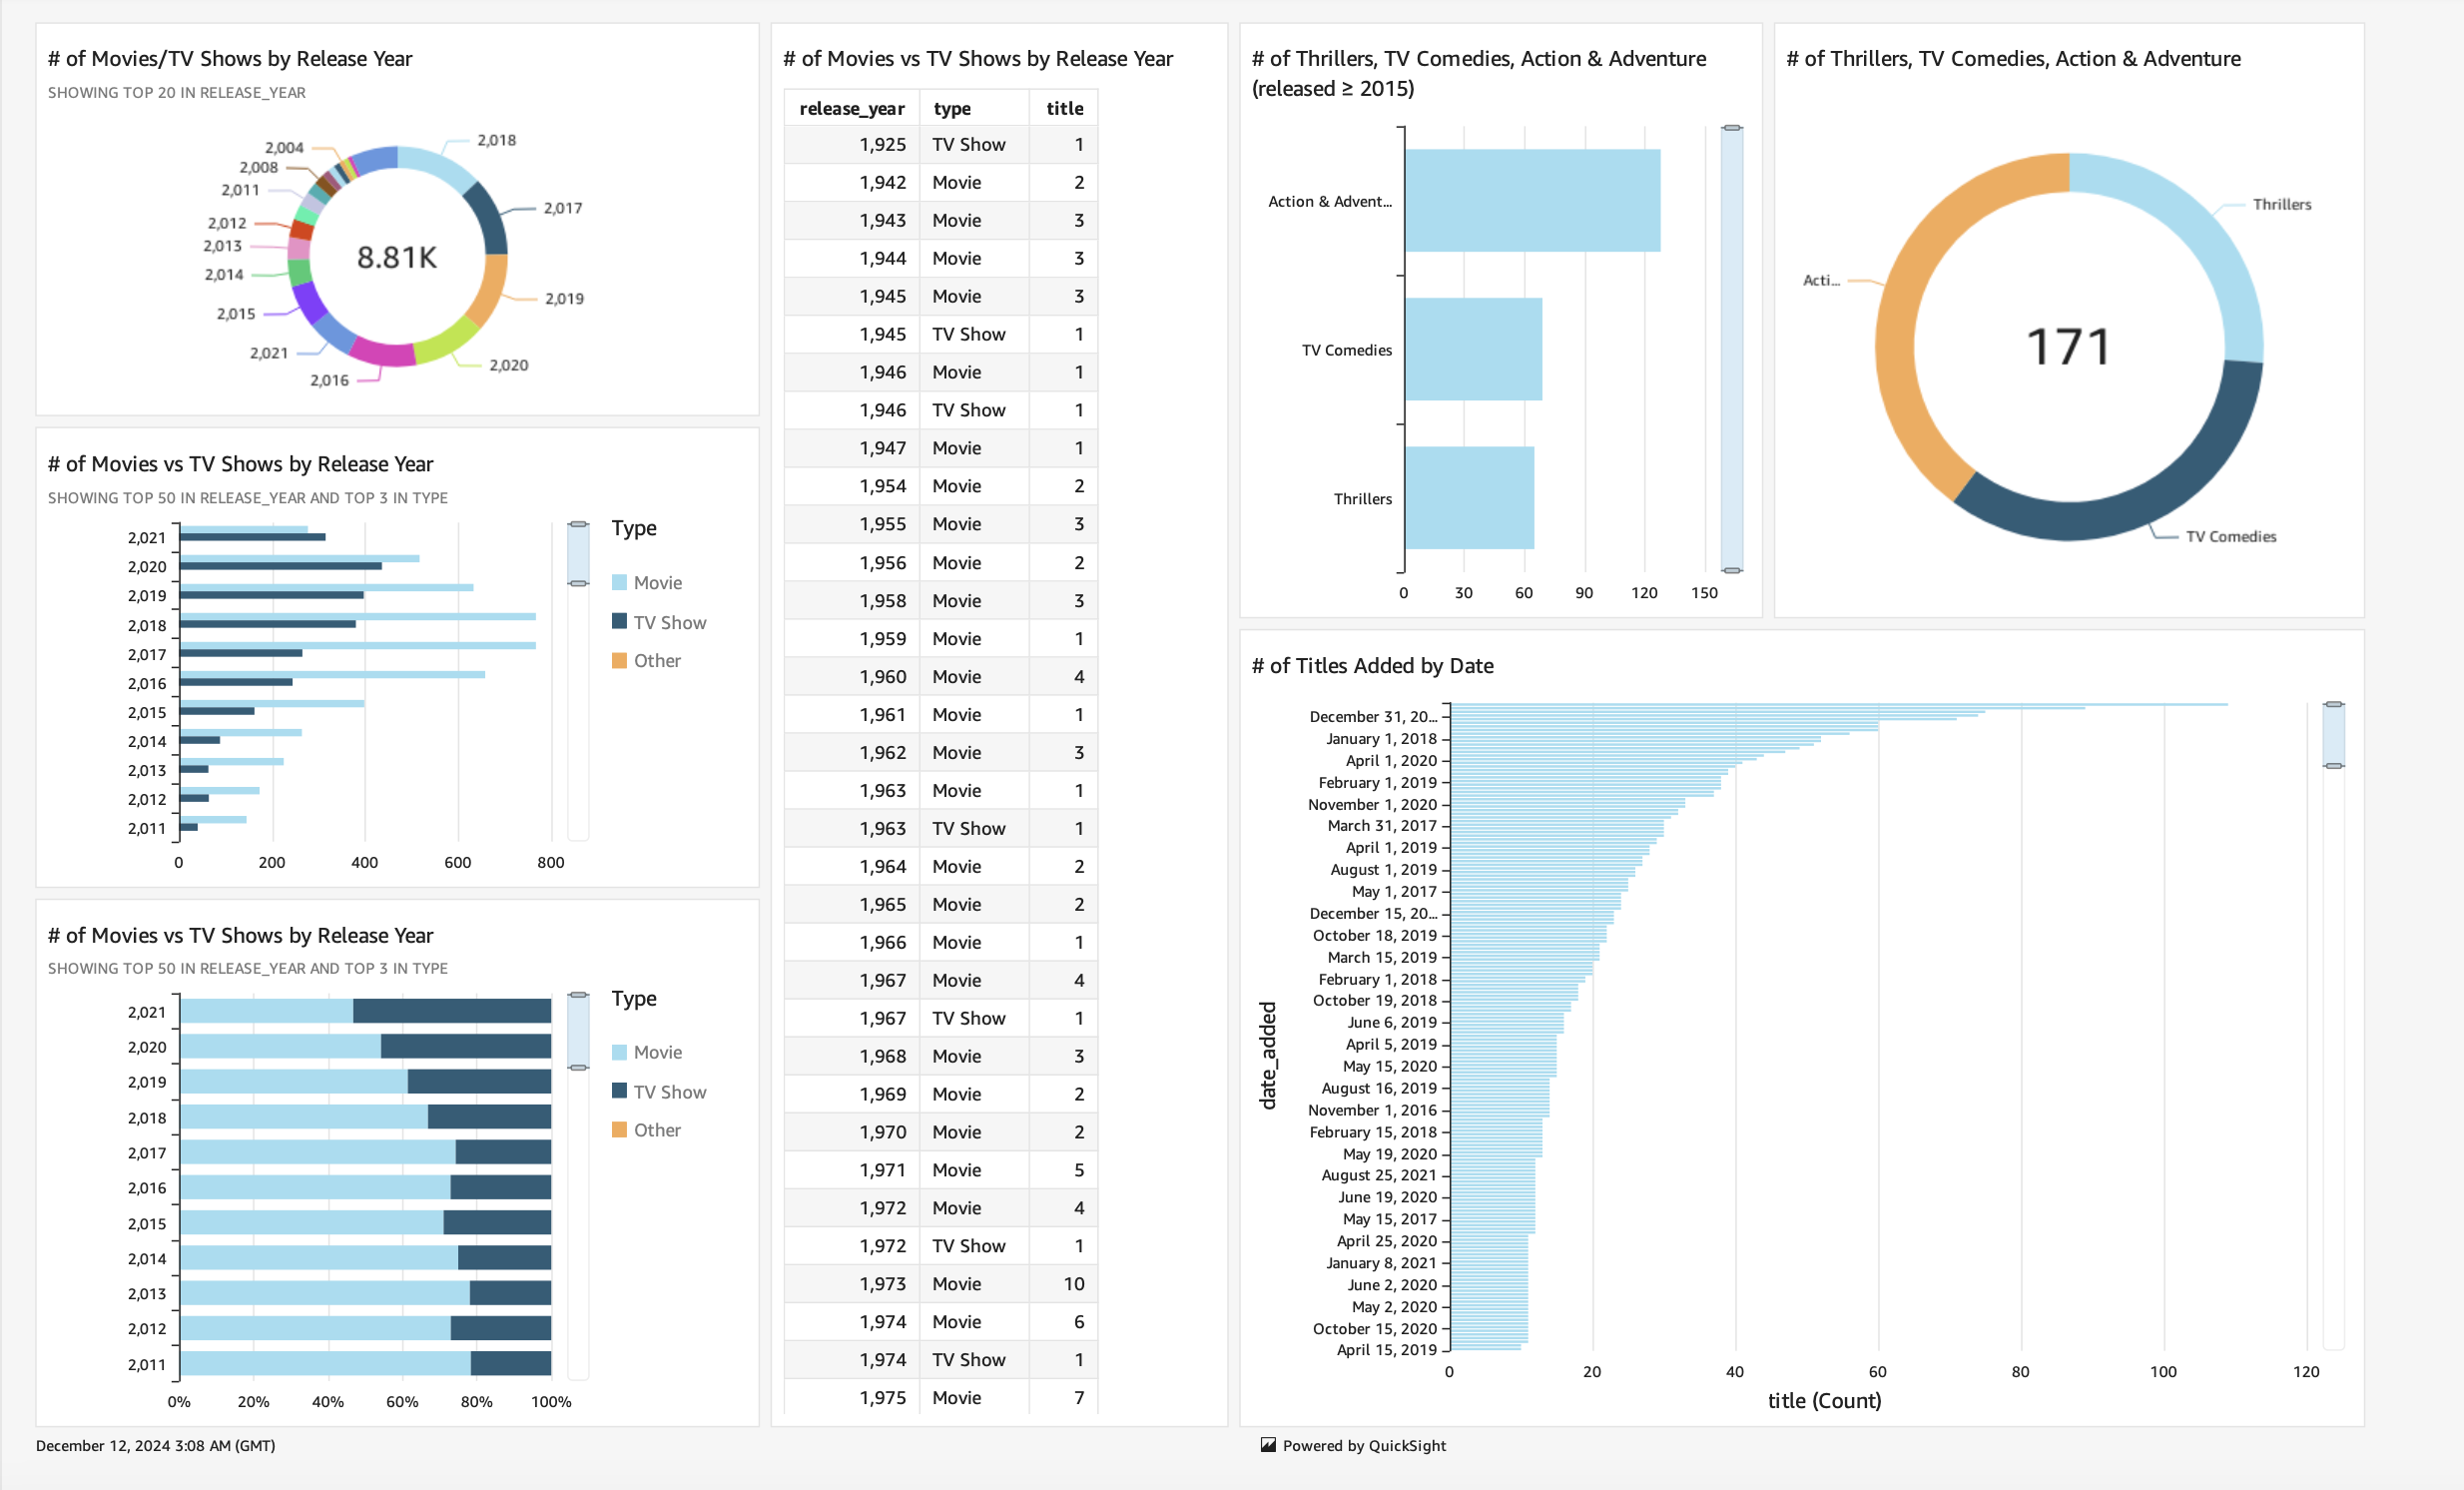 # of Movies/TV Shows by Release Year
SHOWING TOP 20 IN RELEASE_YEAR
2,018
2,017
2,019
2,020
2,016
2,021
2,015
2,014
2,013
2,012
2,011
2,008
2,004
8.81K
# of Movies vs TV Shows by Release Year
SHOWING TOP 50 IN RELEASE_YEAR AND TOP 3 IN TYPE
2,021
2,020
2,019
2,018
2,017
2,016
2,015
2,014
2,013
2,012
2,011
0 200 400 600 800
Type
Movie
TV Show
Other
# of Movies vs TV Shows by Release Year
SHOWING TOP 50 IN RELEASE_YEAR AND TOP 3 IN TYPE
2,021
2,020
2,019
2,018
2,017
2,016
2,015
2,014
2,013
2,012
2,011
0% 20% 40% 60% 80% 100%
Type
Movie
TV Show
Other
# of Movies vs TV Shows by Release Year
release_year type title
1,925 TV Show 1
1,942 Movie 2
1,943 Movie 3
1,944 Movie 3
1,945 Movie 3
1,945 TV Show 1
1,946 Movie 1
1,946 TV Show 1
1,947 Movie 1
1,954 Movie 2
1,955 Movie 3
1,956 Movie 2
1,958 Movie 3
1,959 Movie 1
1,960 Movie 4
1,961 Movie 1
1,962 Movie 3
1,963 Movie 1
1,963 TV Show 1
1,964 Movie 2
1,965 Movie 2
1,966 Movie 1
1,967 Movie 4
1,967 TV Show 1
1,968 Movie 3
1,969 Movie 2
1,970 Movie 2
1,971 Movie 5
1,972 Movie 4
1,972 TV Show 1
1,973 Movie 10
1,974 Movie 6
1,974 TV Show 1
1,975 Movie 7
# of Thrillers, TV Comedies, Action & Adventure
(released ≥ 2015)
Action & Advent...
TV Comedies
Thrillers
0 30 60 90 120 150
# of Thrillers, TV Comedies, Action & Adventure
Thrillers
Acti...
171
TV Comedies
# of Titles Added by Date
date_added
December 31, 20...
January 1, 2018
April 1, 2020
February 1, 2019
November 1, 2020
March 31, 2017
April 1, 2019
August 1, 2019
May 1, 2017
December 15, 20...
October 18, 2019
March 15, 2019
February 1, 2018
October 19, 2018
June 6, 2019
April 5, 2019
May 15, 2020
August 16, 2019
November 1, 2016
February 15, 2018
May 19, 2020
August 25, 2021
June 19, 2020
May 15, 2017
April 25, 2020
January 8, 2021
June 2, 2020
May 2, 2020
October 15, 2020
April 15, 2019
0 20 40 60 80 100 120
title (Count)
December 12, 2024 3:08 AM (GMT)
Powered by QuickSight